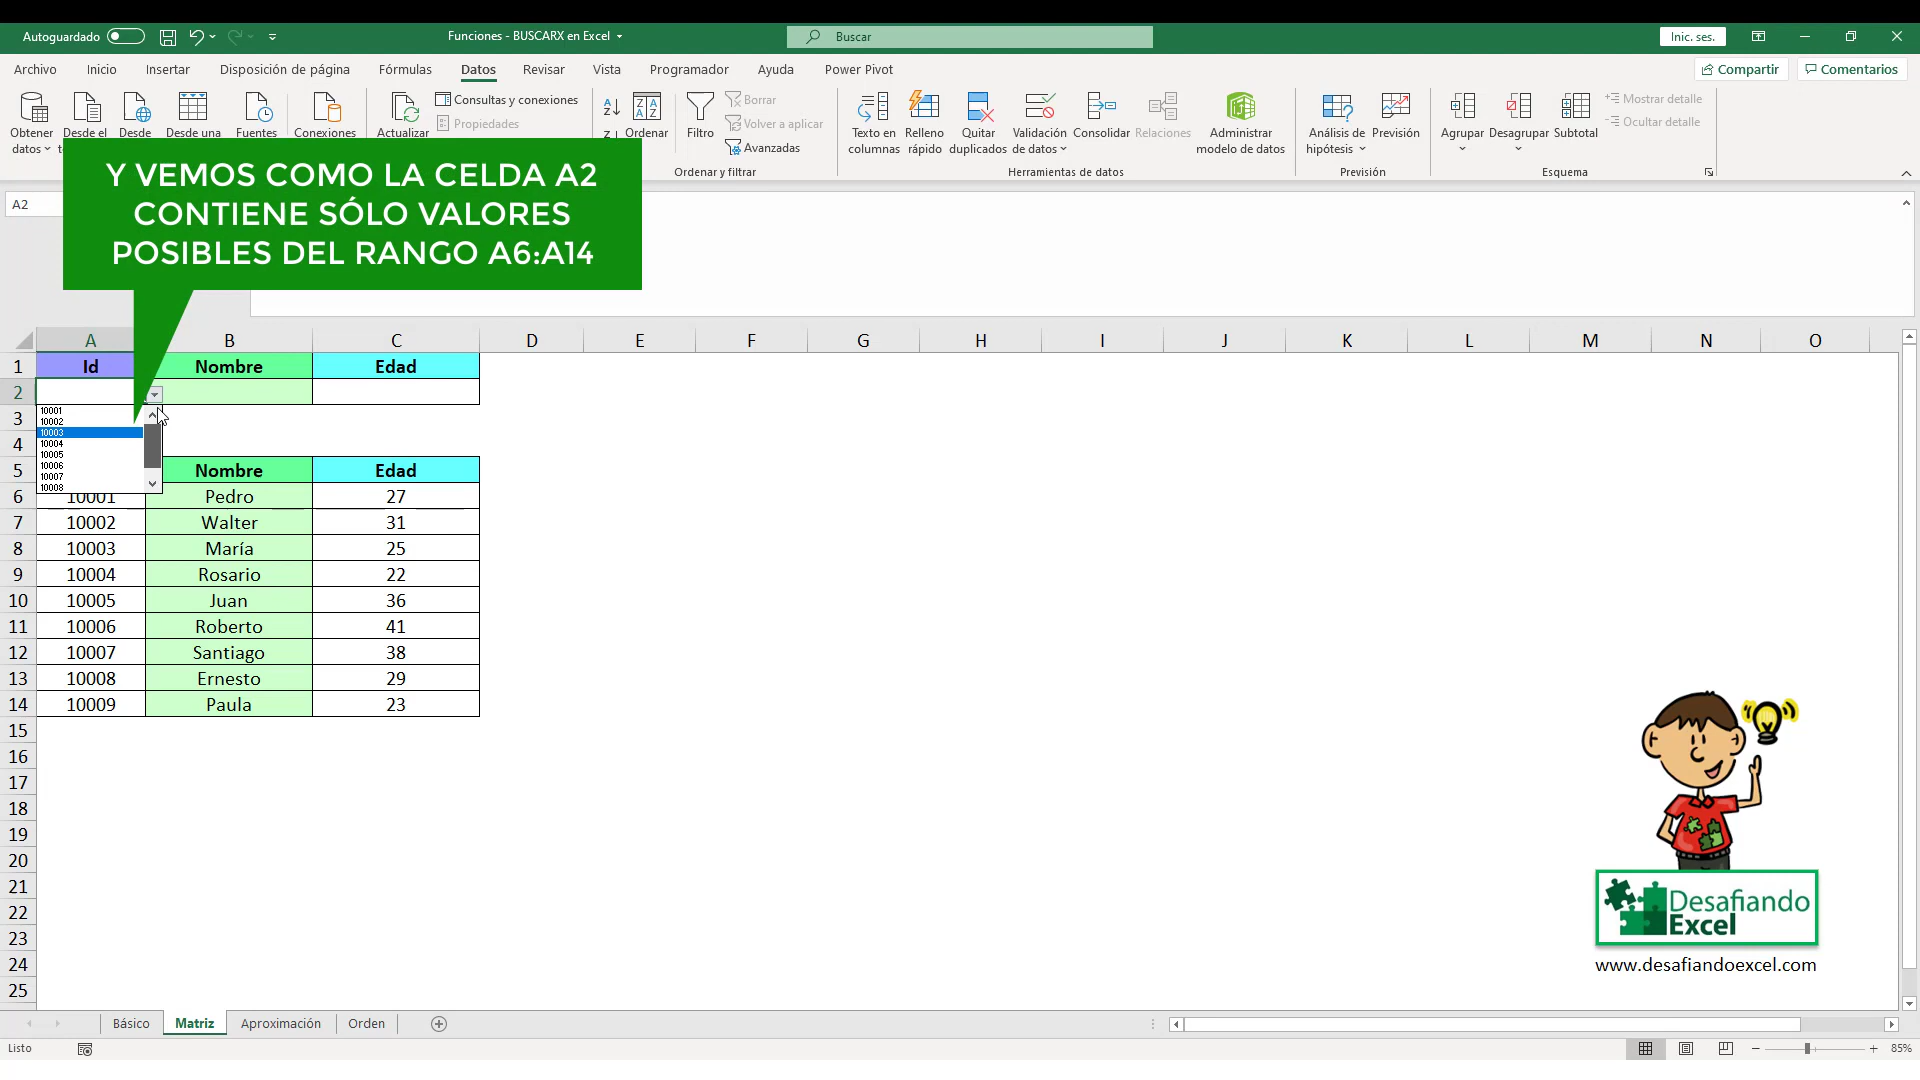 Autoguardado
Funciones - BUSCARX en Excel
Buscar
Inic. ses.
Archivo Inicio Insertar Disposición de página Fórmulas Datos Revisar Vista Programador Ayuda Power Pivot
Compartir Comentarios
Obtener datos
Desde el
Desde
Desde una
Fuentes
Conexiones
Actualizar
Consultas y conexiones
Propiedades
Ordenar
Filtro
Borrar
Volver a aplicar
Avanzadas
Ordenar y filtrar
Texto en columnas
Relleno rápido
Quitar duplicados
Validación de datos
Consolidar
Relaciones
Administrar modelo de datos
Herramientas de datos
Análisis de hipótesis
Previsión
Previsión
Agrupar
Desagrupar
Subtotal
Mostrar detalle
Ocultar detalle
Esquema
Y VEMOS COMO LA CELDA A2
CONTIENE SÓLO VALORES
POSIBLES DEL RANGO A6:A14
A2
A B C D E F G H I J K L M N O
1 Id Nombre Edad
2
10001
10002
10003
10004
10005
10006
10007
10008
3
4
5 Nombre Edad
6 10001 Pedro 27
7 10002 Walter 31
8 10003 María 25
9 10004 Rosario 22
10 10005 Juan 36
11 10006 Roberto 41
12 10007 Santiago 38
13 10008 Ernesto 29
14 10009 Paula 23
15
16
17
18
19
20
21
22
23
24
25
Desafiando
Excel
www.desafiandoexcel.com
Básico Matriz Aproximación Orden
Listo
85%